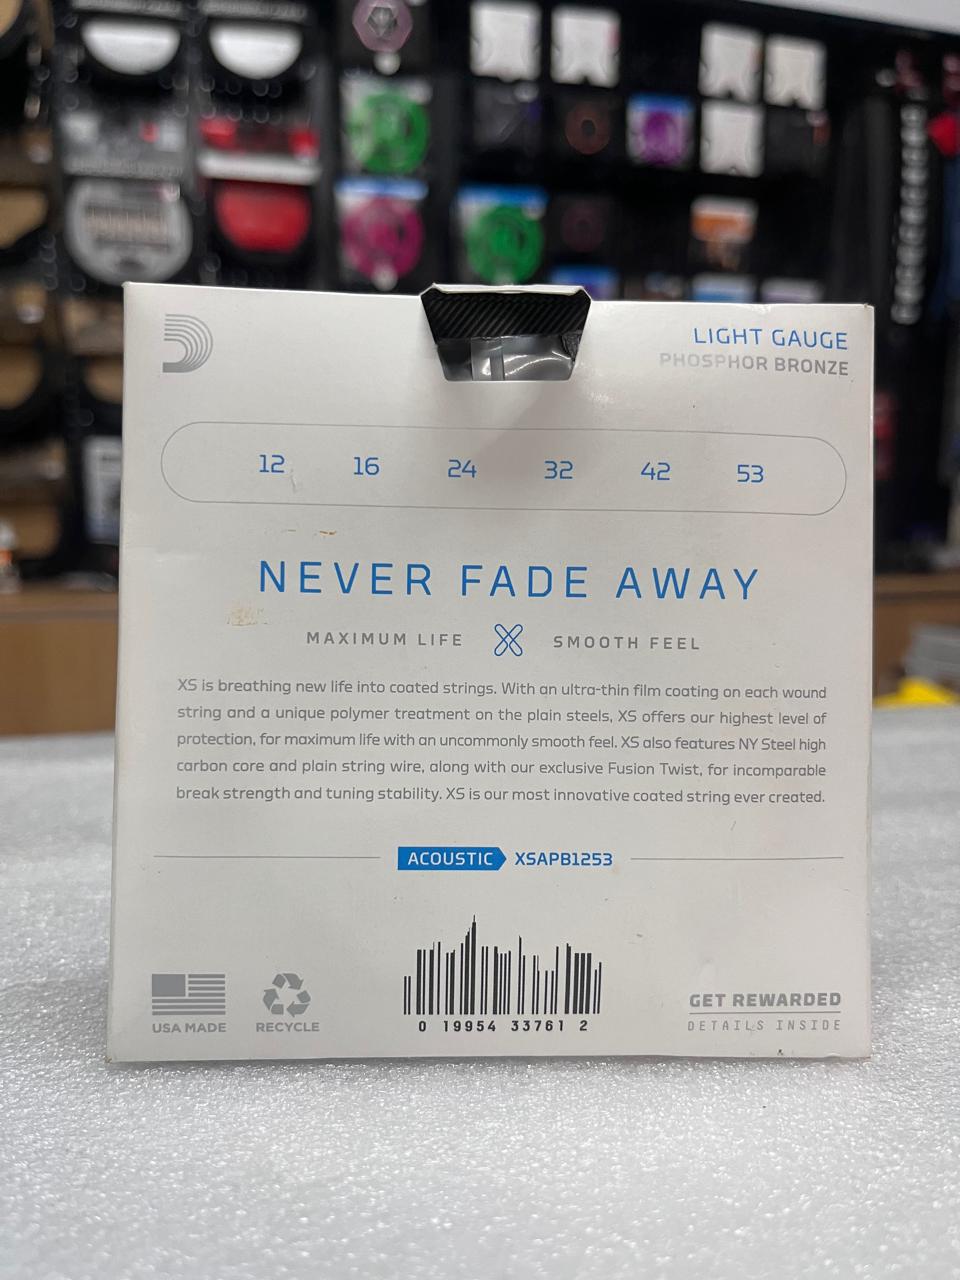 LIGHT GAUGE
PHOSPHOR BRONZE
12 16 24 32 42 53
NEVER FADE AWAY
MAXIMUM LIFE SMOOTH FEEL
XS is breathing new life into coated strings. With an ultra-thin film coating on each wound
string and a unique polymer treatment on the plain steels, XS offers our highest level of
protection, for maximum life with an uncommonly smooth feel. XS also features NY Steel high
carbon core and plain string wire, along with our exclusive Fusion Twist, for incomparable
break strength and tuning stability. XS is our most innovative coated string ever created.
ACOUSTIC XSAPB1253
USA MADE
RECYCLE
0 19954 33761 2
GET REWARDED
DETAILS INSIDE